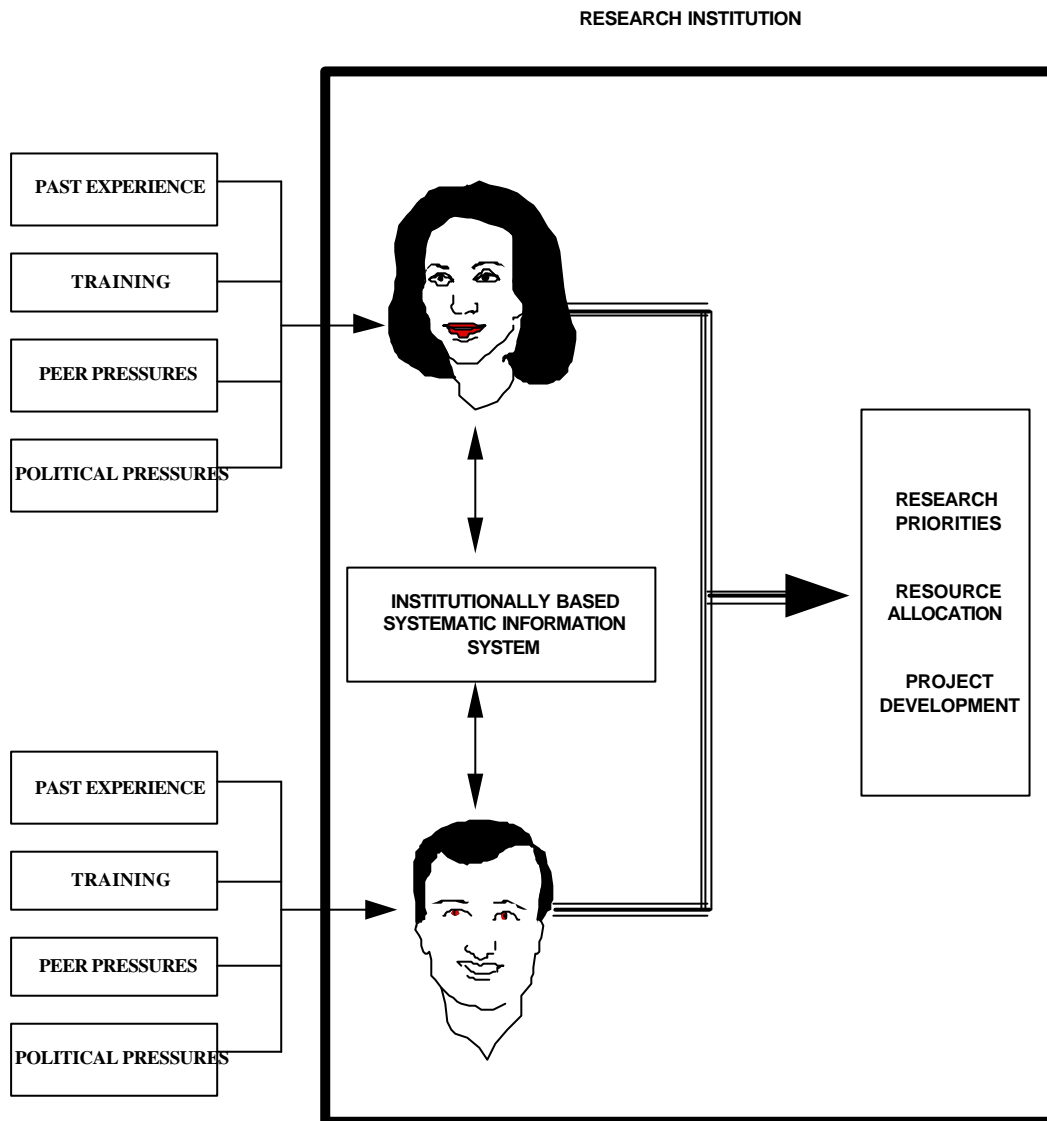 RESEARCH INSTITUTION
PAST EXPERIENCE
TRAINING
PEER PRESSURES
POLITICAL PRESSURES
INSTITUTIONALLY BASED
SYSTEMATIC INFORMATION
SYSTEM
RESEARCH
PRIORITIES
RESOURCE
ALLOCATION
PROJECT
DEVELOPMENT
PAST EXPERIENCE
TRAINING
PEER PRESSURES
POLITICAL PRESSURES